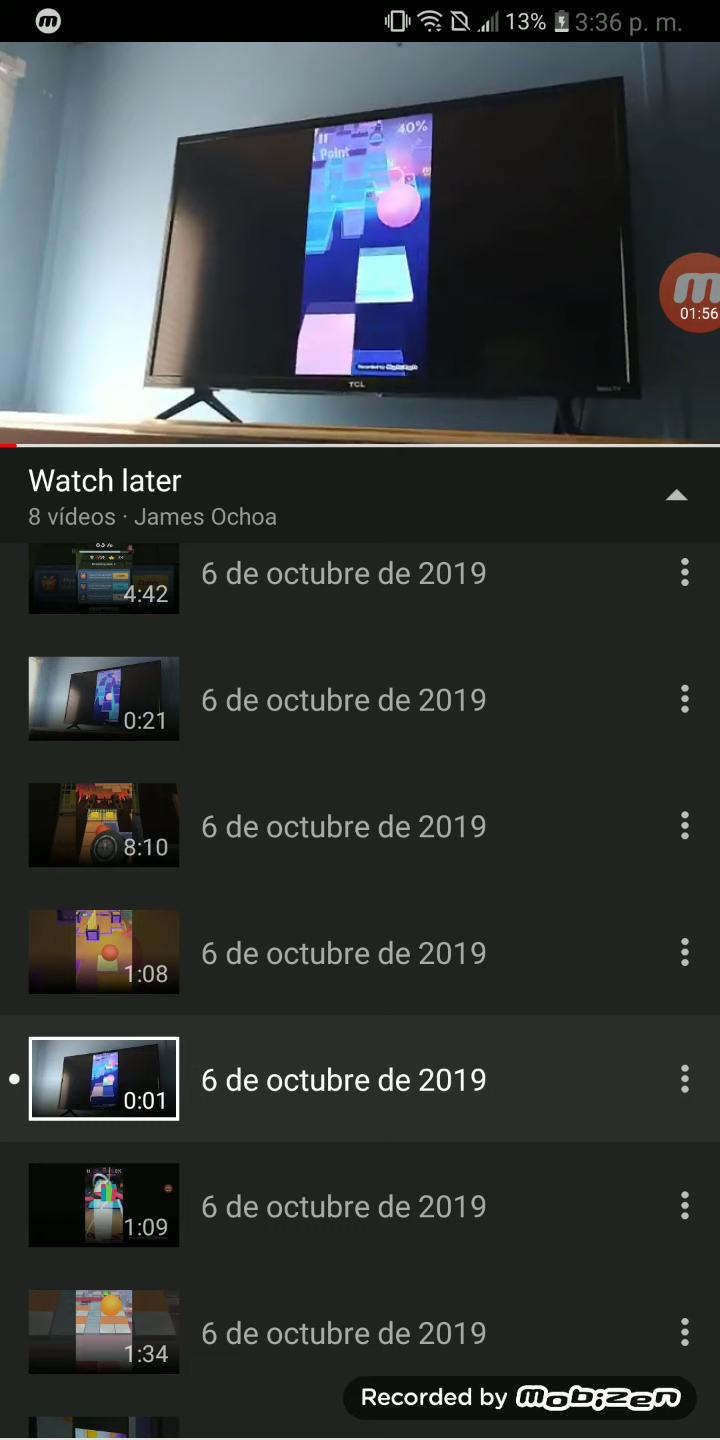 13% 3:36 p. m.
40%
Point
01:56
TCL
Watch later
8 vídeos · James Ochoa
4:42
6 de octubre de 2019
0:21
6 de octubre de 2019
8:10
6 de octubre de 2019
1:08
6 de octubre de 2019
0:01
6 de octubre de 2019
1:09
6 de octubre de 2019
1:34
6 de octubre de 2019
Recorded by Mobizen